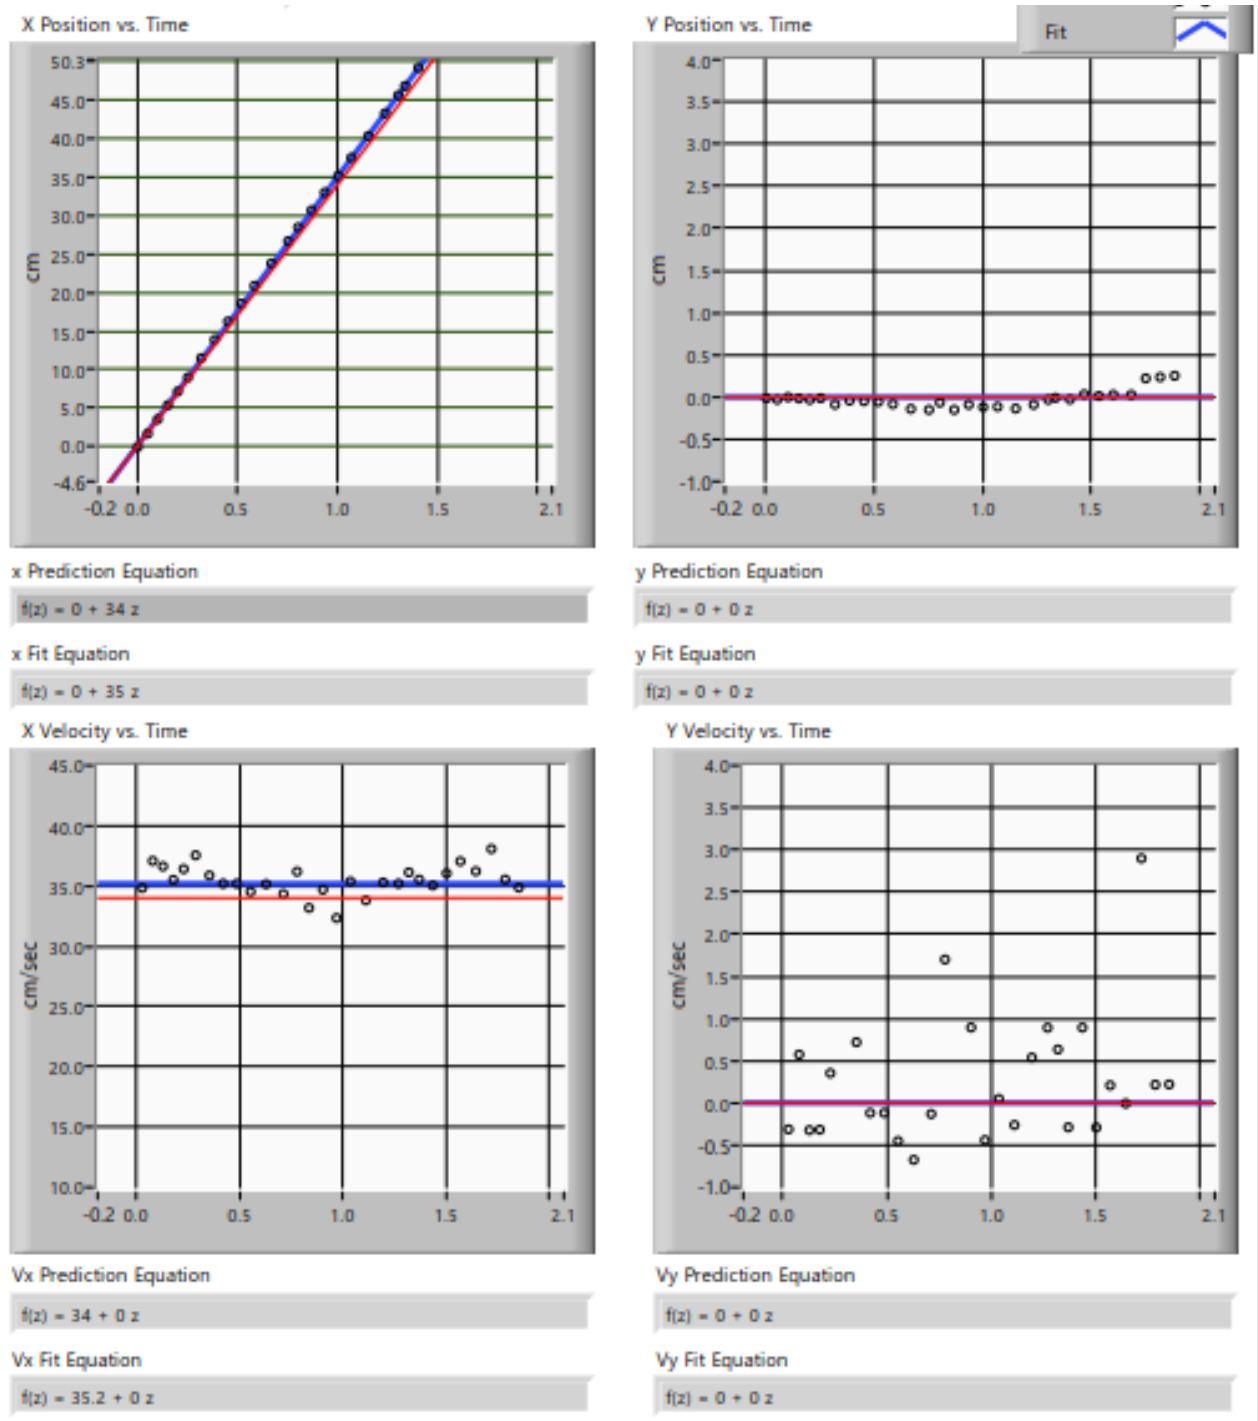 X Position vs. Time
50.3
45.0
40.0
35.0
30.0
25.0
20.0
15.0
10.0
5.0
0.0
-4.6
cm
-0.2 0.0 0.5 1.0 1.5 2.1
Y Position vs. Time
Fit
4.0
3.5
3.0
2.5
2.0
1.5
1.0
0.5
0.0
-0.5
-1.0
cm
-0.2 0.0 0.5 1.0 1.5 2.1
x Prediction Equation
f(z) = 0 + 34 z
y Prediction Equation
f(z) = 0 + 0 z
x Fit Equation
f(z) = 0 + 35 z
y Fit Equation
f(z) = 0 + 0 z
X Velocity vs. Time
45.0
40.0
35.0
30.0
25.0
20.0
15.0
10.0
cm/sec
-0.2 0.0 0.5 1.0 1.5 2.1
Y Velocity vs. Time
4.0
3.5
3.0
2.5
2.0
1.5
1.0
0.5
0.0
-0.5
-1.0
cm/sec
-0.2 0.0 0.5 1.0 1.5 2.1
Vx Prediction Equation
f(z) = 34 + 0 z
Vy Prediction Equation
f(z) = 0 + 0 z
Vx Fit Equation
f(z) = 35.2 + 0 z
Vy Fit Equation
f(z) = 0 + 0 z